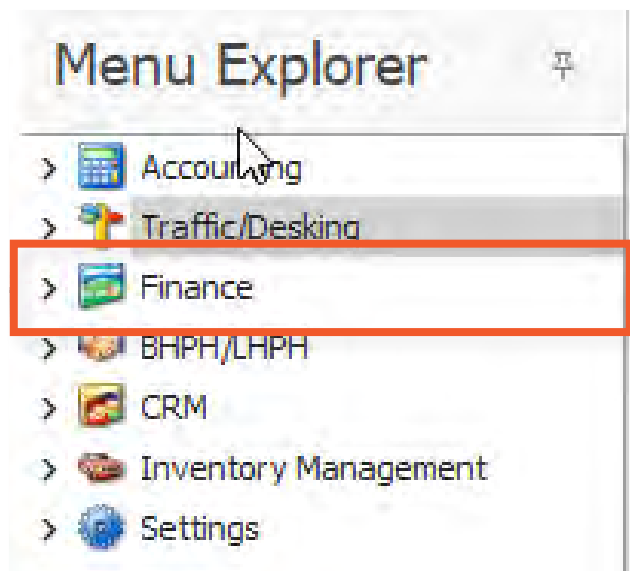 Menu Explorer
Accounting
Traffic/Desking
Finance
BHPH/LHPH
CRM
Inventory Management
Settings